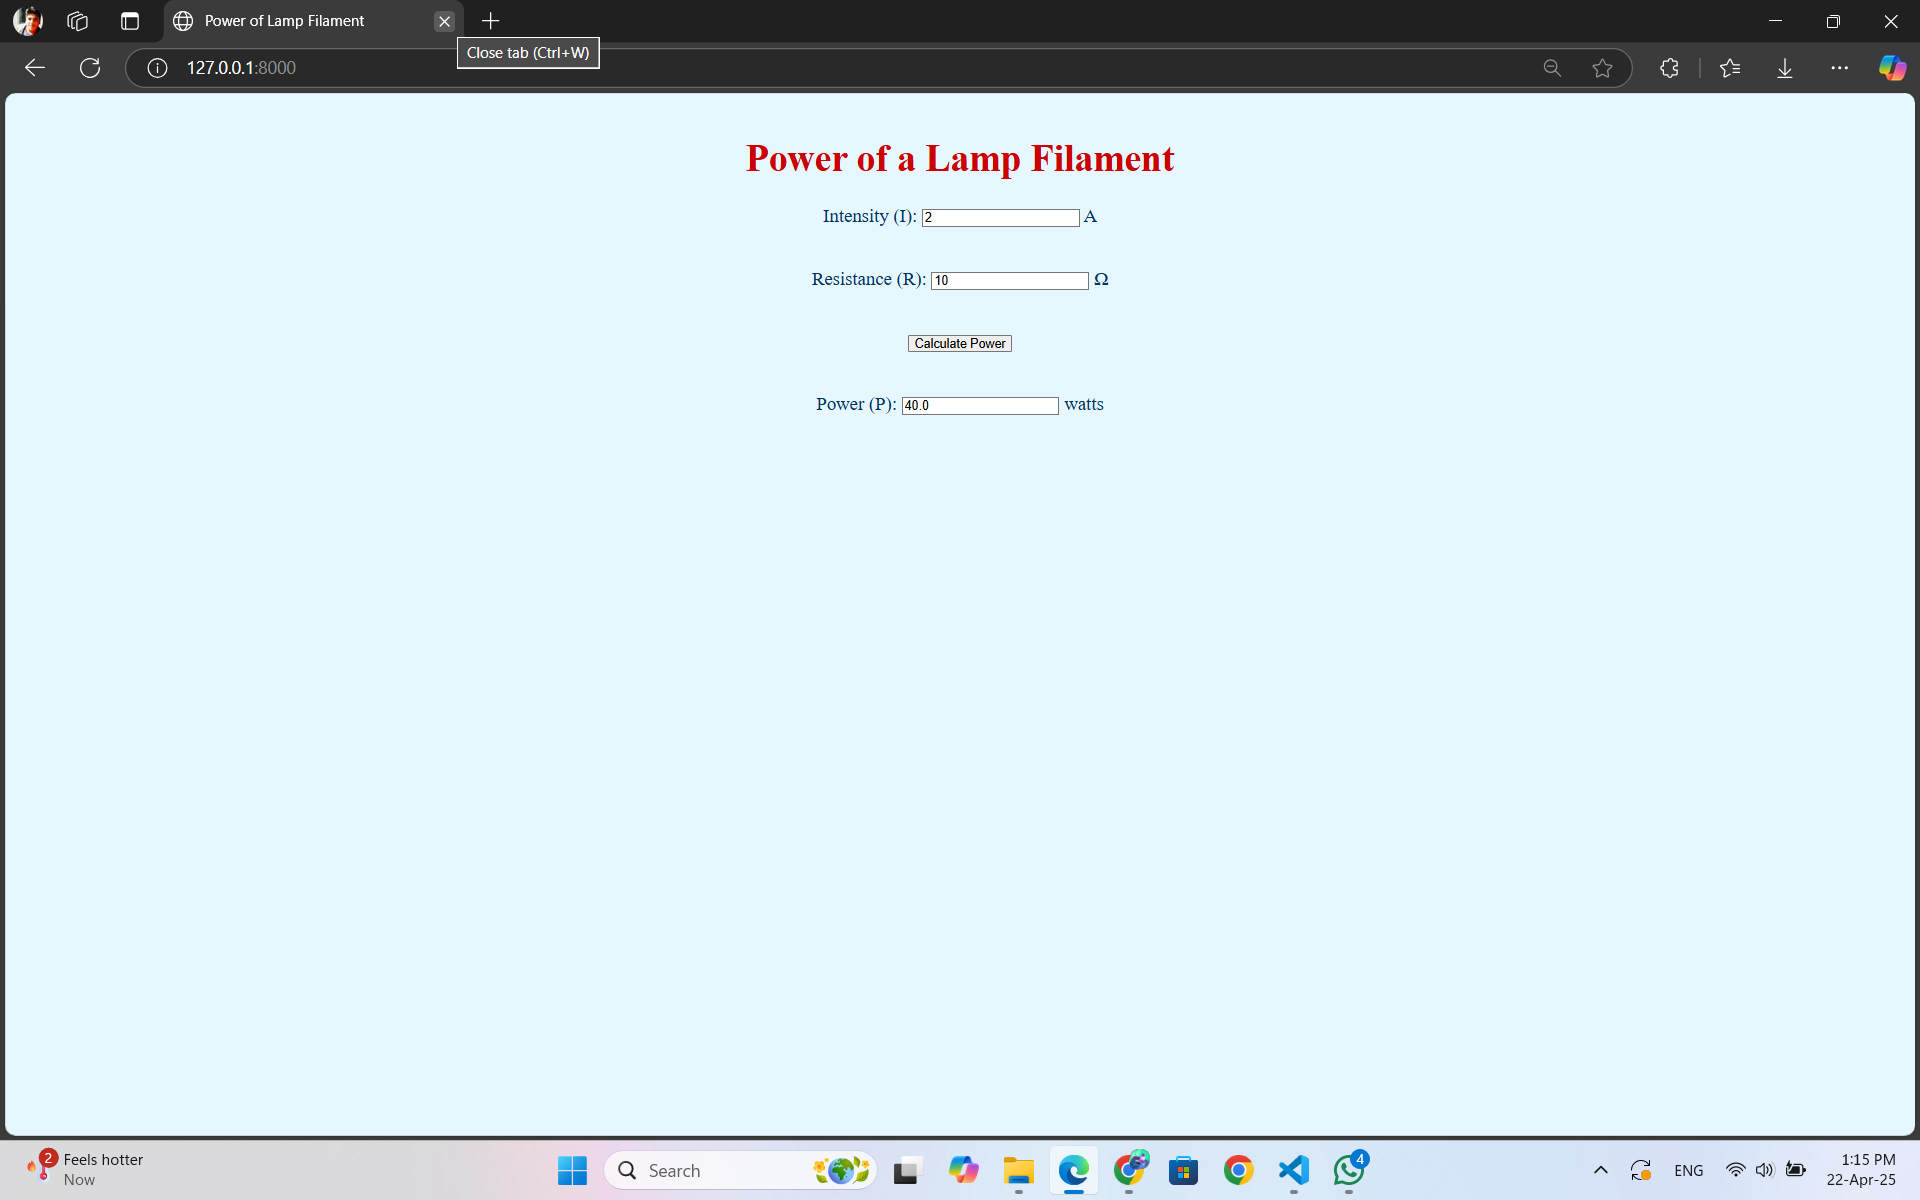 Power of Lamp Filament
Close tab (Ctrl+W)
127.0.0.1:8000
Power of a Lamp Filament
Intensity (I): 2 A
Resistance (R): 10 Ω
Calculate Power
Power (P): 40.0 watts
2
Feels hotter
Now
Search
4
ENG
1:15 PM
22-Apr-25